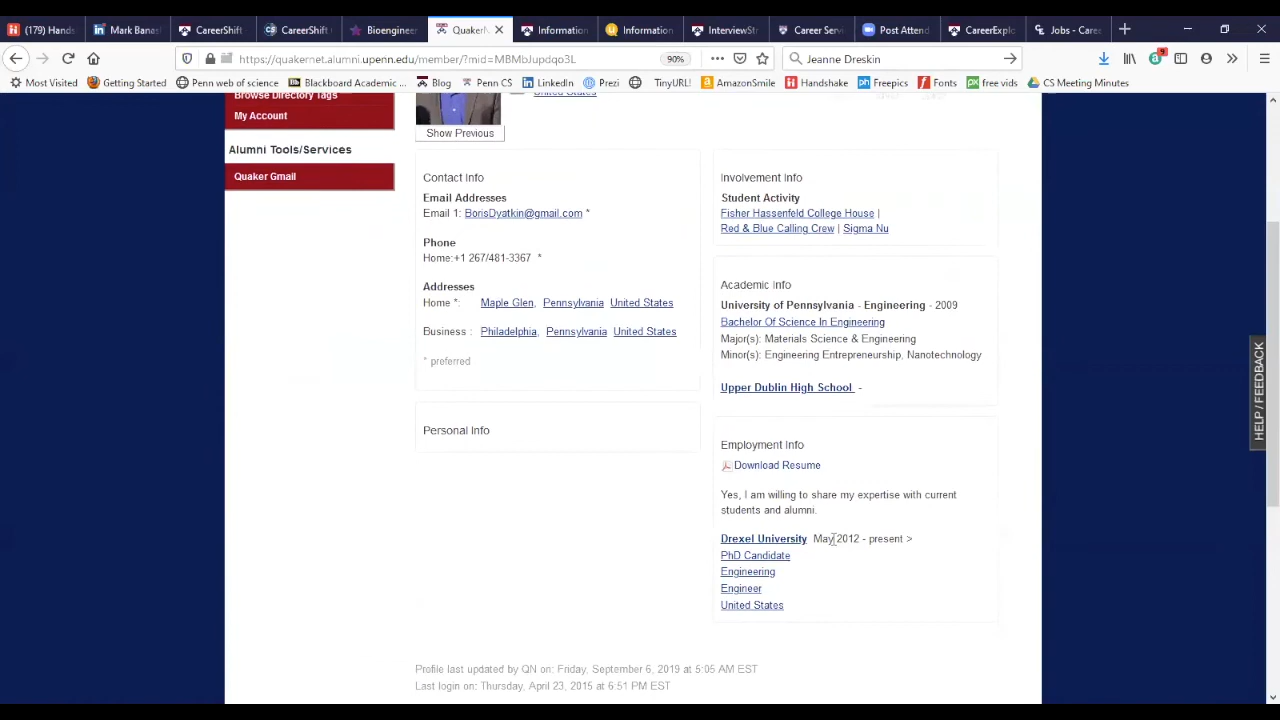 (179) Hands
Mark Banas
CareerShift
CareerShift
Bioengineer
QuakerN
Information
Information
InterviewSt
Career Serv
Post Attend
CareerExplo
Jobs - Care
https://quakernet.alumni.upenn.edu/member/?mid=MBMbJupdqo3L
90%
Jeanne Dreskin
9
Most Visited
Getting Started
Penn web of science
Blackboard Academic ...
Blog
Penn CS
LinkedIn
Prezi
TinyURL!
AmazonSmile
Handshake
Freepics
Fonts
free vids
CS Meeting Minutes
Browse Directory Tags
My Account
Alumni Tools/Services
Quaker Gmail
United States
Show Previous
Contact Info
Email Addresses
Email 1: BorisDyatkin@gmail.com *
Phone
Home:+1 267/481-3367 *
Addresses
Home *: Maple Glen, Pennsylvania United States
Business : Philadelphia, Pennsylvania United States
* preferred
Personal Info
Involvement Info
Student Activity
Fisher Hassenfeld College House |
Red & Blue Calling Crew | Sigma Nu
Academic Info
University of Pennsylvania - Engineering - 2009
Bachelor Of Science In Engineering
Major(s): Materials Science & Engineering
Minor(s): Engineering Entrepreneurship, Nanotechnology
Upper Dublin High School -
Employment Info
Download Resume
Yes, I am willing to share my expertise with current
students and alumni.
Drexel University May 2012 - present >
PhD Candidate
Engineering
Engineer
United States
Profile last updated by QN on: Friday, September 6, 2019 at 5:05 AM EST
Last login on: Thursday, April 23, 2015 at 6:51 PM EST
HELP / FEEDBACK